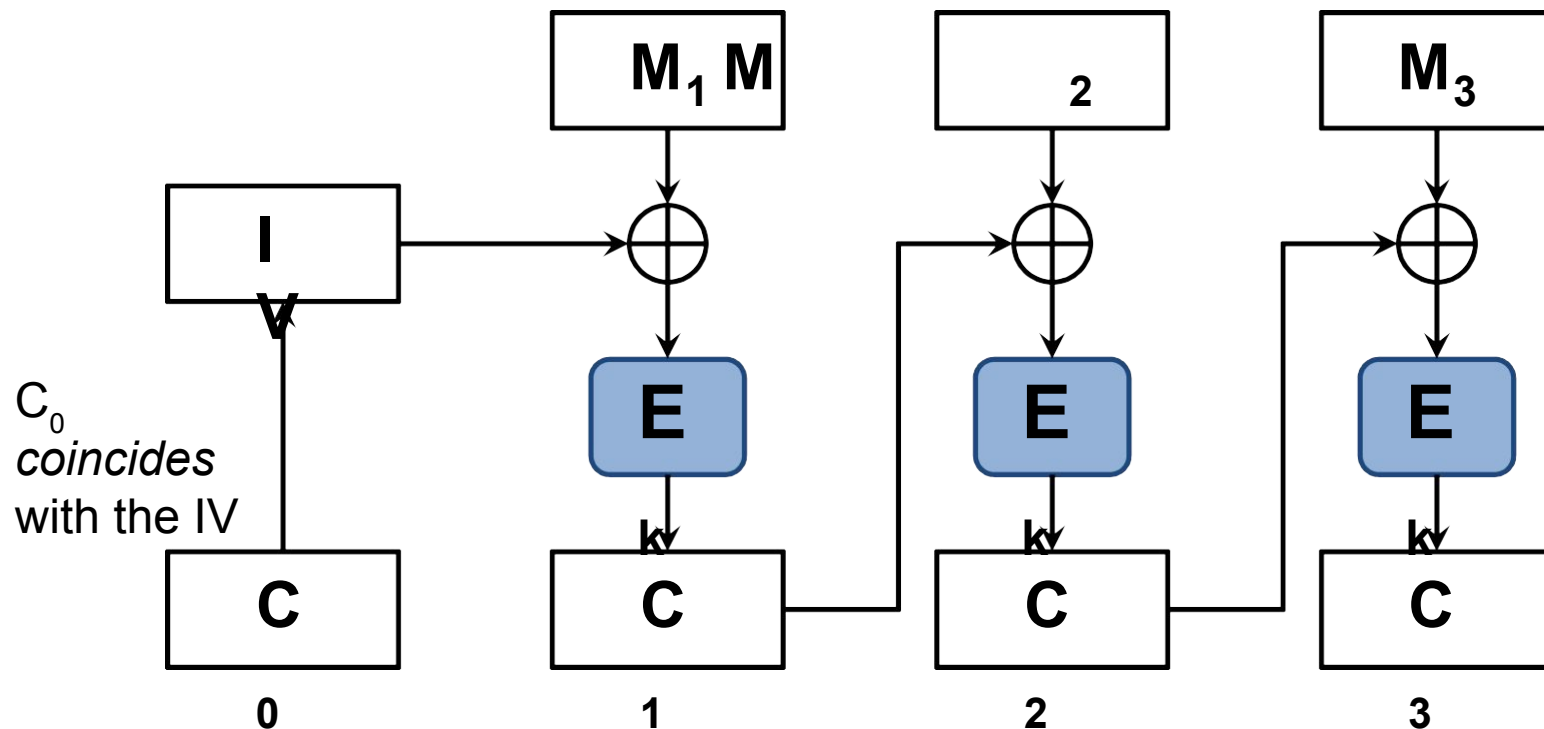 M₁ M ₂ M₃
I
V
E E E
C₀
coincides
with the IV
k k k
C C C C
0 1 2 3